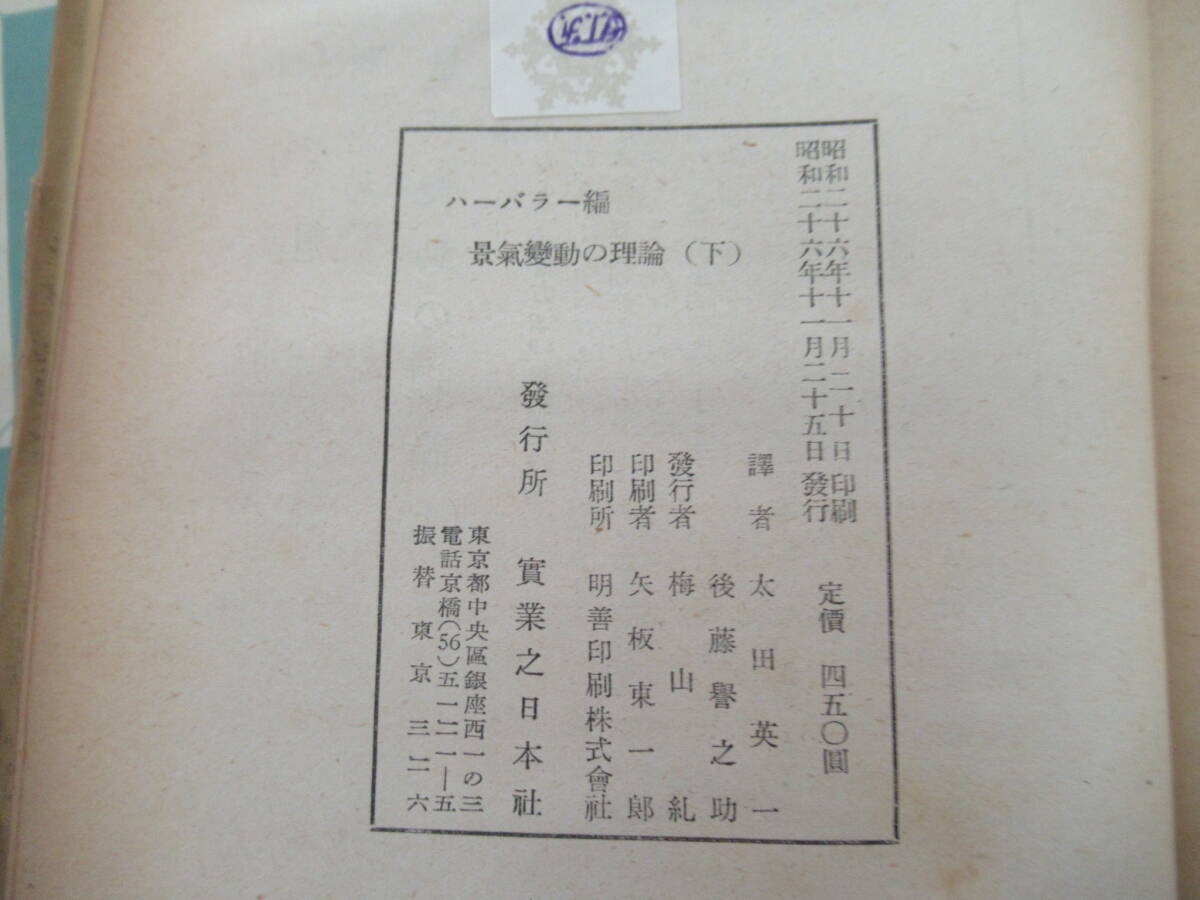 ハーバラー編
景氣變動の理論（下）
昭和二十六年十一月二十日 印刷
昭和二十六年十一月二十五日 發行
定價 四五〇圓
譯者 太田英一
後藤譽之助
發行者 梅山糺
印刷者 矢板東一郎
印刷所 明善印刷株式會社
發行所 實業之日本社
東京都中央區銀座西一の三
電話京橋(56)五一二一―五
振替東京三二六